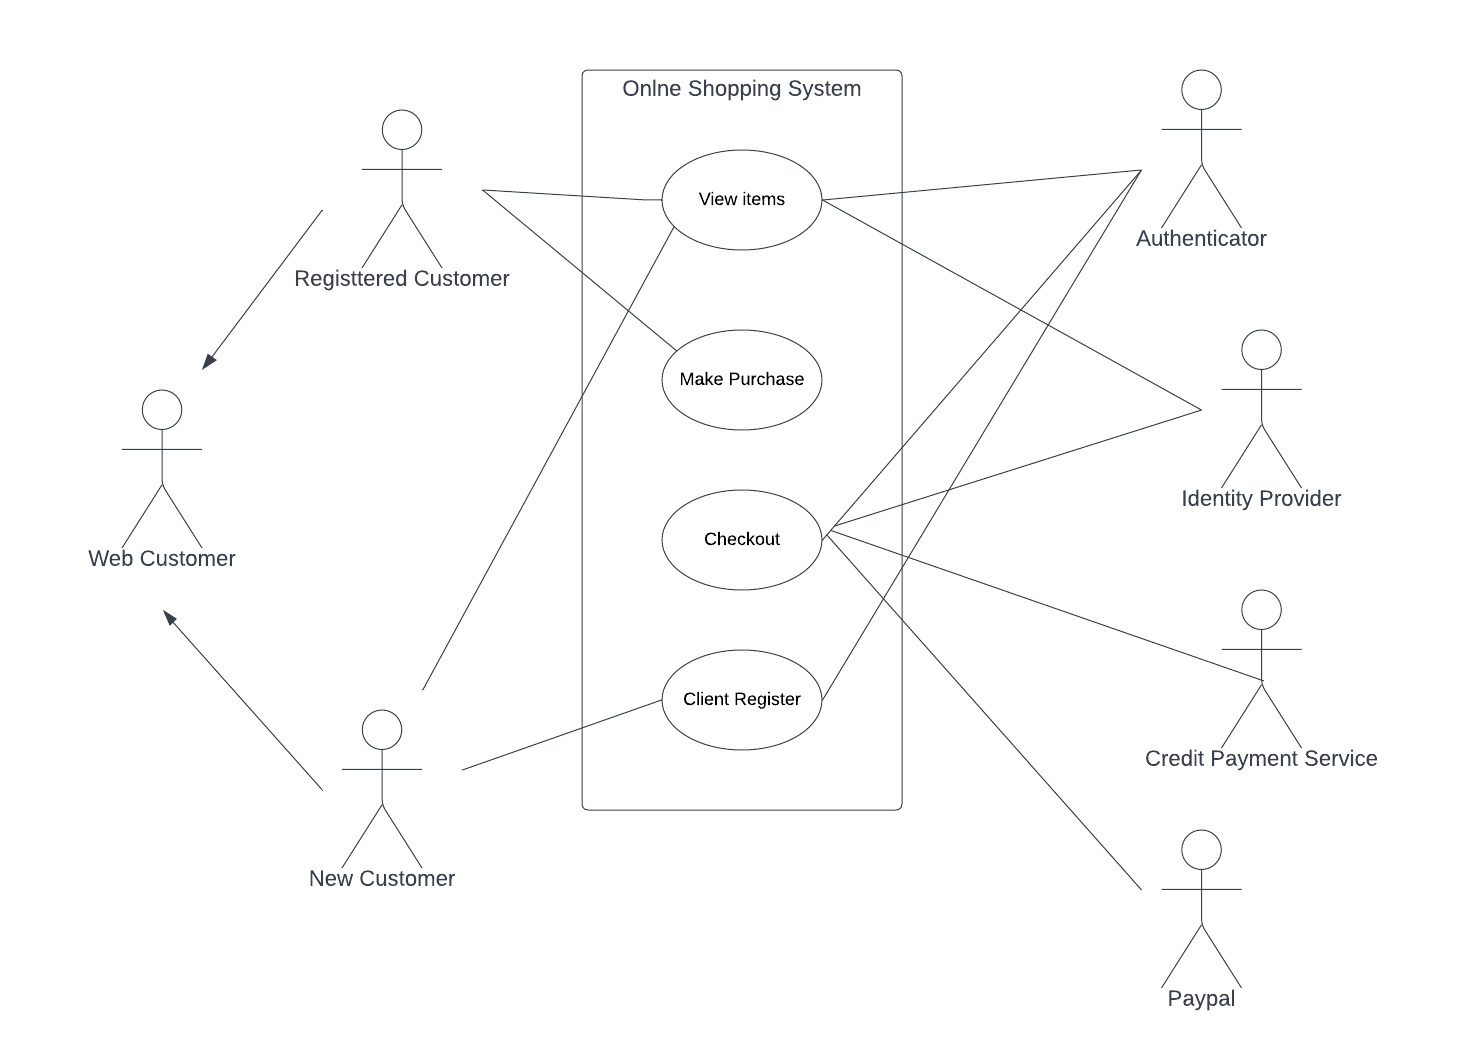 Onlne Shopping System
View items
Make Purchase
Checkout
Client Register
Registtered Customer
Web Customer
New Customer
Authenticator
Identity Provider
Credit Payment Service
Paypal